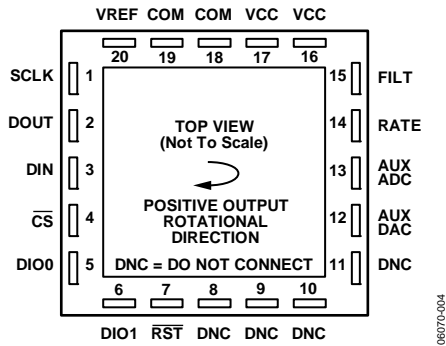 VREF COM COM VCC VCC
20 19 18 17 16
SCLK 1
DOUT 2
DIN 3
C̅S̅ 4
DIO0 5
15 FILT
14 RATE
13 AUX
ADC
12 AUX
DAC
11 DNC
TOP VIEW
(Not To Scale)
POSITIVE OUTPUT
ROTATIONAL
DIRECTION
DNC = DO NOT CONNECT
6 7 8 9 10
DIO1 R̅S̅T̅ DNC DNC DNC
06070-004